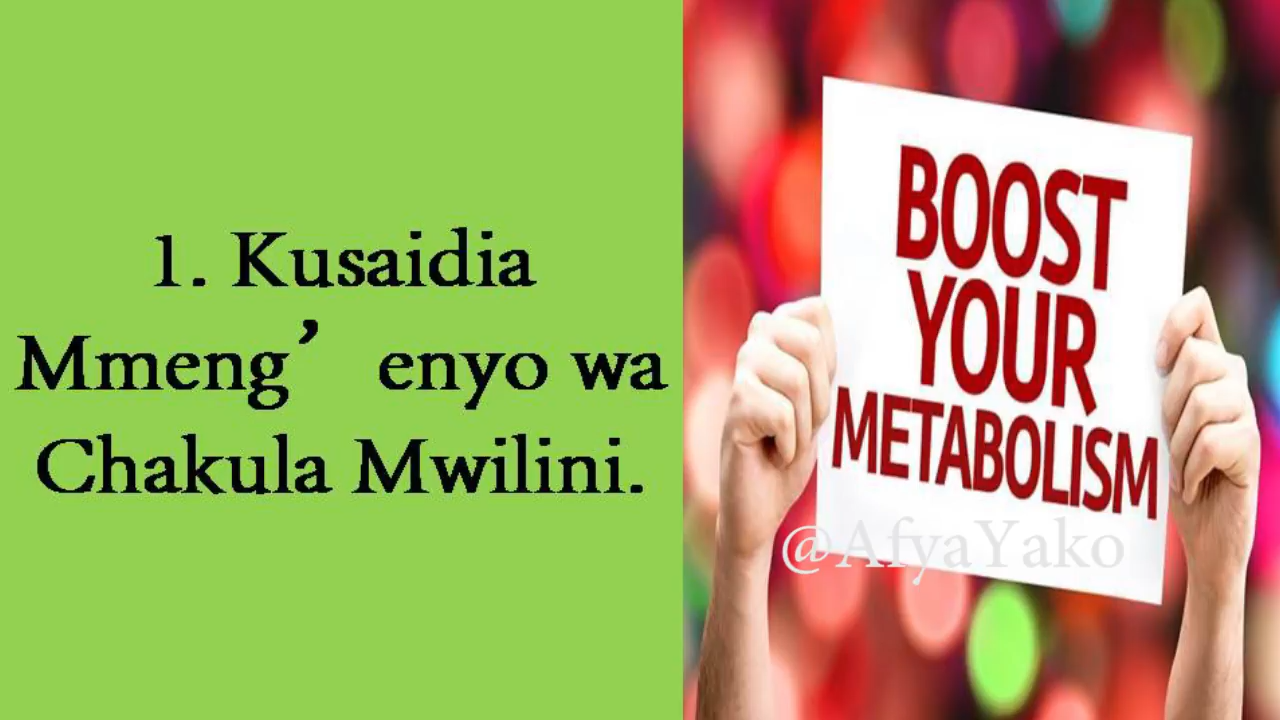 1. Kusaidia
Mmeng’ enyo wa
Chakula Mwilini.
BOOST
YOUR
METABOLISM
@AfyaYako